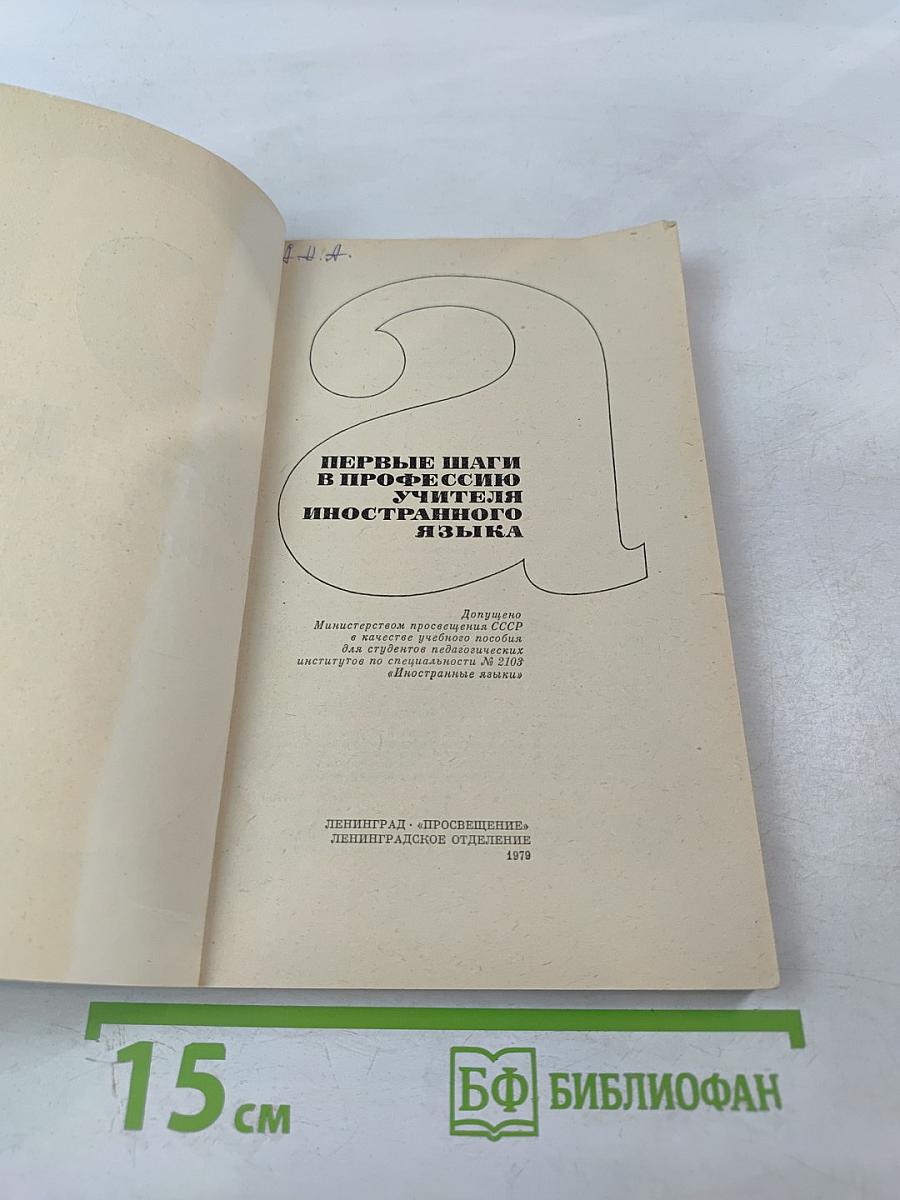 ПЕРВЫЕ ШАГИ
В ПРОФЕССИЮ
УЧИТЕЛЯ
ИНОСТРАННОГО
ЯЗЫКА
Допущено
Министерством просвещения СССР
в качестве учебного пособия
для студентов педагогических
институтов по специальности № 2103
«Иностранные языки»
ЛЕНИНГРАД · «ПРОСВЕЩЕНИЕ»
ЛЕНИНГРАДСКОЕ ОТДЕЛЕНИЕ
1979
15 см
БФ БИБЛИОФАН